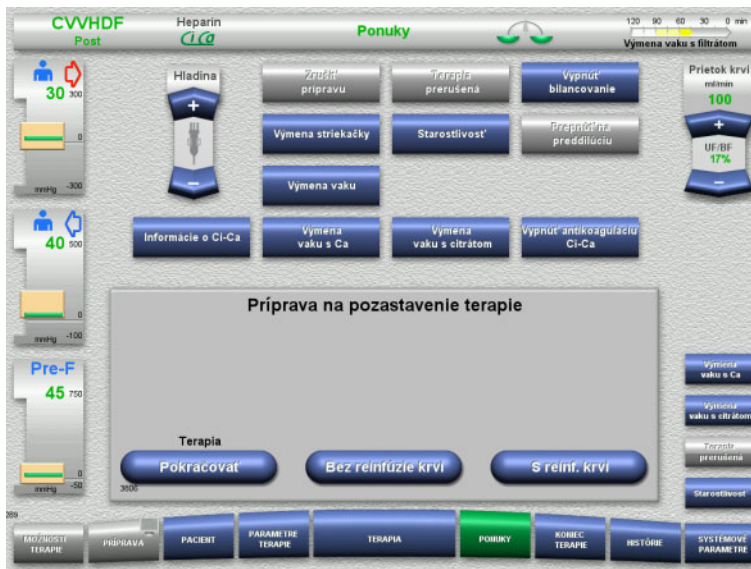 CVVHDF
Post
Heparin
CiCa
Ponuky
120 90 60 30 0 min
Výmena vaku s filtrátom
30 300
0
mmHg -300
40 500
0
mmHg -100
Pre-F
45 750
0
mmHg -50
Hladina
+
−
Zrušiť
prípravu
Terapia
prerušená
Vypnúť
bilancovanie
Výmena striekačky
Starostlivosť
Prepnúť na
preddilúciu
Výmena vaku
Informácie o Ci-Ca
Výmena
vaku s Ca
Výmena
vaku s citrátom
Vypnúť antikoaguláciu
Ci-Ca
Prietok krvi
ml/min
100
+
UF/BF
17%
−
Príprava na pozastavenie terapie
Terapia
Pokračovať
Bez reinfúzie krvi
S reinf. krvi
3606
Výmena
vaku s Ca
Výmena
vaku s citrátom
Terapia
prerušená
Starostlivosť
MOŽNOSTI
TERAPIE
PRÍPRAVA
PACIENT
PARAMETRE
TERAPIE
TERAPIA
PONUKY
KONIEC
TERAPIE
HISTÓRIE
SYSTÉMOVÉ
PARAMETRE